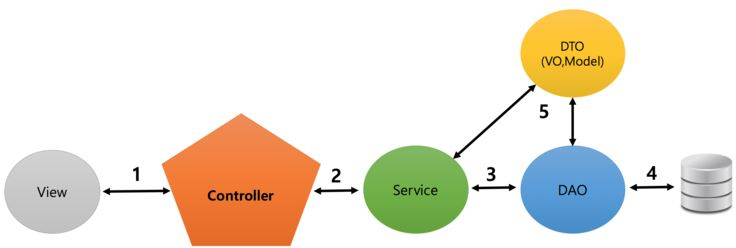 DTO
(VO,Model)
5
1
2
3
4
View
Controller
Service
DAO